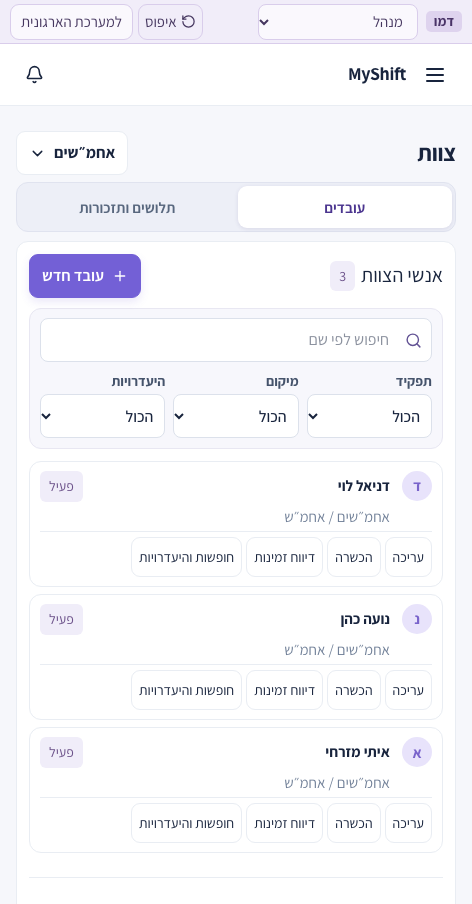 דמו מנהל איפוס למערכת הארגונית
MyShift
צוות אחמ״שים
עובדים תלושים ותזכורות
אנשי הצוות 3 + עובד חדש
חיפוש לפי שם
תפקיד מיקום היעדרויות
הכול הכול הכול
ד דניאל לוי פעיל
אחמ״שים / אחמ״ש
עריכה הכשרה דיווח זמינות חופשות והיעדרויות
נ נועה כהן פעיל
אחמ״שים / אחמ״ש
עריכה הכשרה דיווח זמינות חופשות והיעדרויות
א איתי מזרחי פעיל
אחמ״שים / אחמ״ש
עריכה הכשרה דיווח זמינות חופשות והיעדרויות